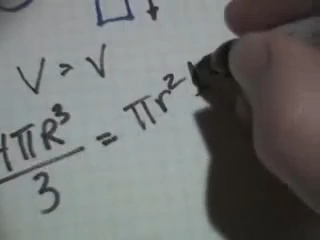 V > V
4πR³/3 = πr²